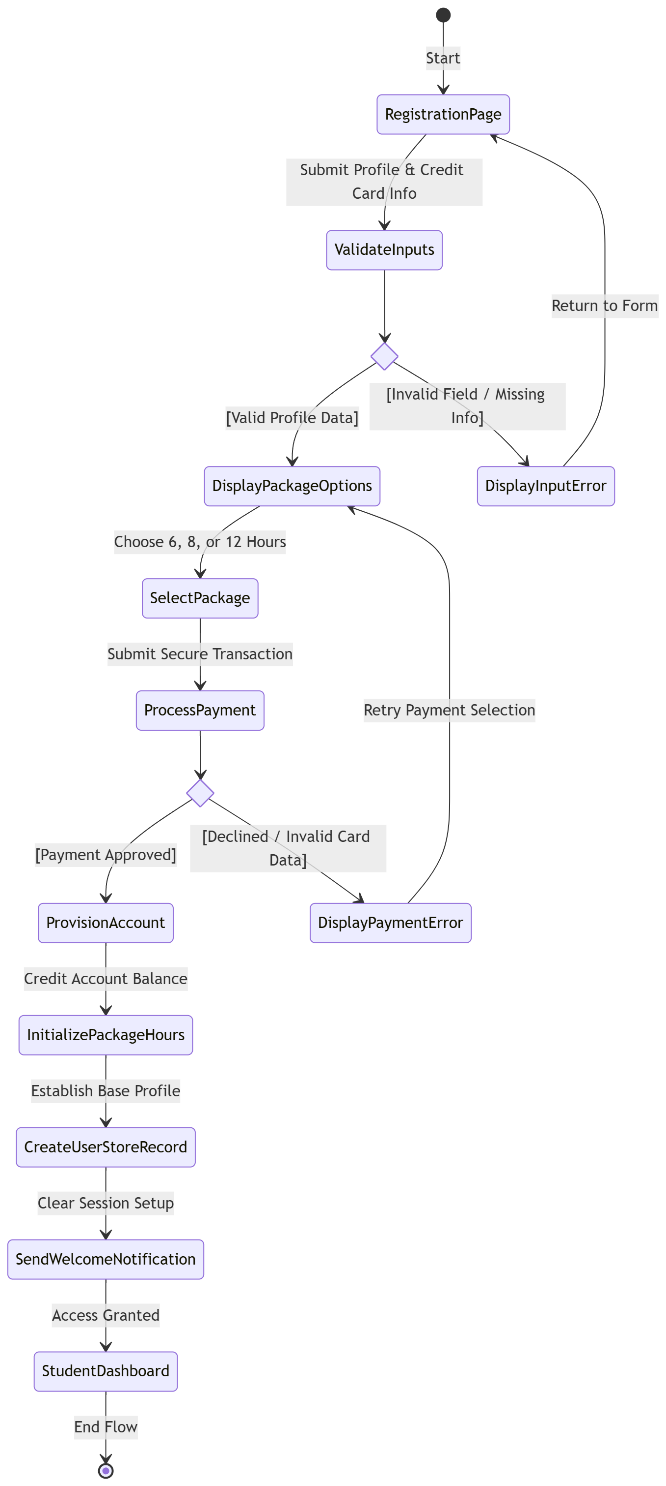 Start
RegistrationPage
Submit Profile & Credit
Card Info
ValidateInputs
Return to Form
[Valid Profile Data]
[Invalid Field / Missing
Info]
DisplayPackageOptions
DisplayInputError
Choose 6, 8, or 12 Hours
SelectPackage
Submit Secure Transaction
ProcessPayment
Retry Payment Selection
[Payment Approved]
[Declined / Invalid Card
Data]
ProvisionAccount
DisplayPaymentError
Credit Account Balance
InitializePackageHours
Establish Base Profile
CreateUserStoreRecord
Clear Session Setup
SendWelcomeNotification
Access Granted
StudentDashboard
End Flow